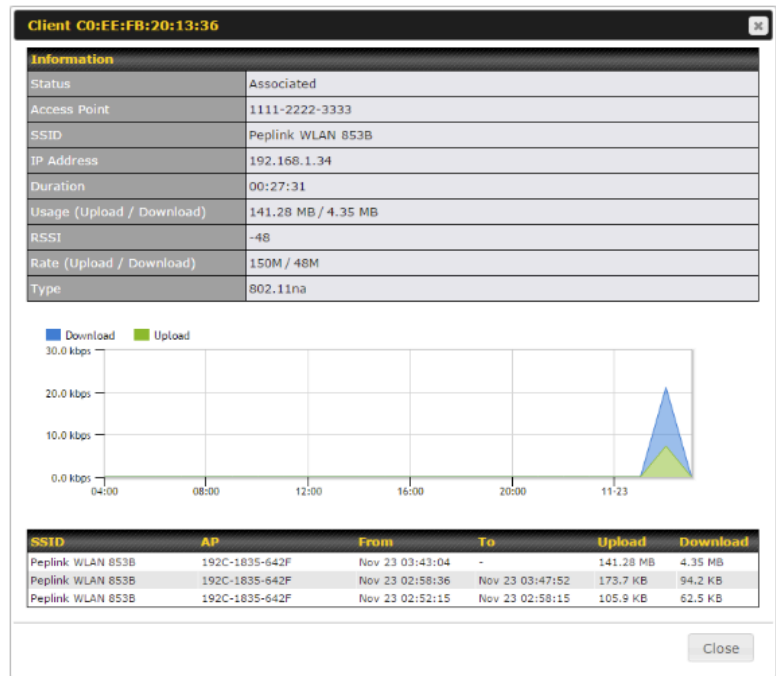 Client C0:EE:FB:20:13:36
Information
Status Associated
Access Point 1111-2222-3333
SSID Peplink WLAN 853B
IP Address 192.168.1.34
Duration 00:27:31
Usage (Upload / Download) 141.28 MB / 4.35 MB
RSSI -48
Rate (Upload / Download) 150M / 48M
Type 802.11na
Download Upload
30.0 kbps
20.0 kbps
10.0 kbps
0.0 kbps
04:00 08:00 12:00 16:00 20:00 11-23
SSID AP From To Upload Download
Peplink WLAN 853B 192C-1835-642F Nov 23 03:43:04 - 141.28 MB 4.35 MB
Peplink WLAN 853B 192C-1835-642F Nov 23 02:58:36 Nov 23 03:47:52 173.7 KB 94.2 KB
Peplink WLAN 853B 192C-1835-642F Nov 23 02:52:15 Nov 23 02:58:15 105.9 KB 62.5 KB
Close